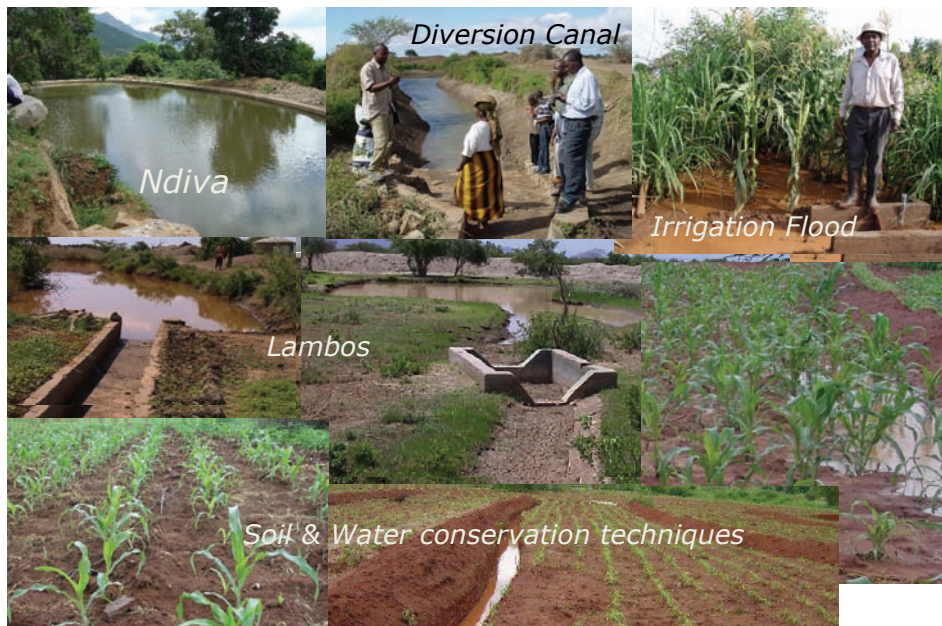 Diversion Canal
Ndiva
Irrigation Flood
Lambos
Soil & Water conservation techniques